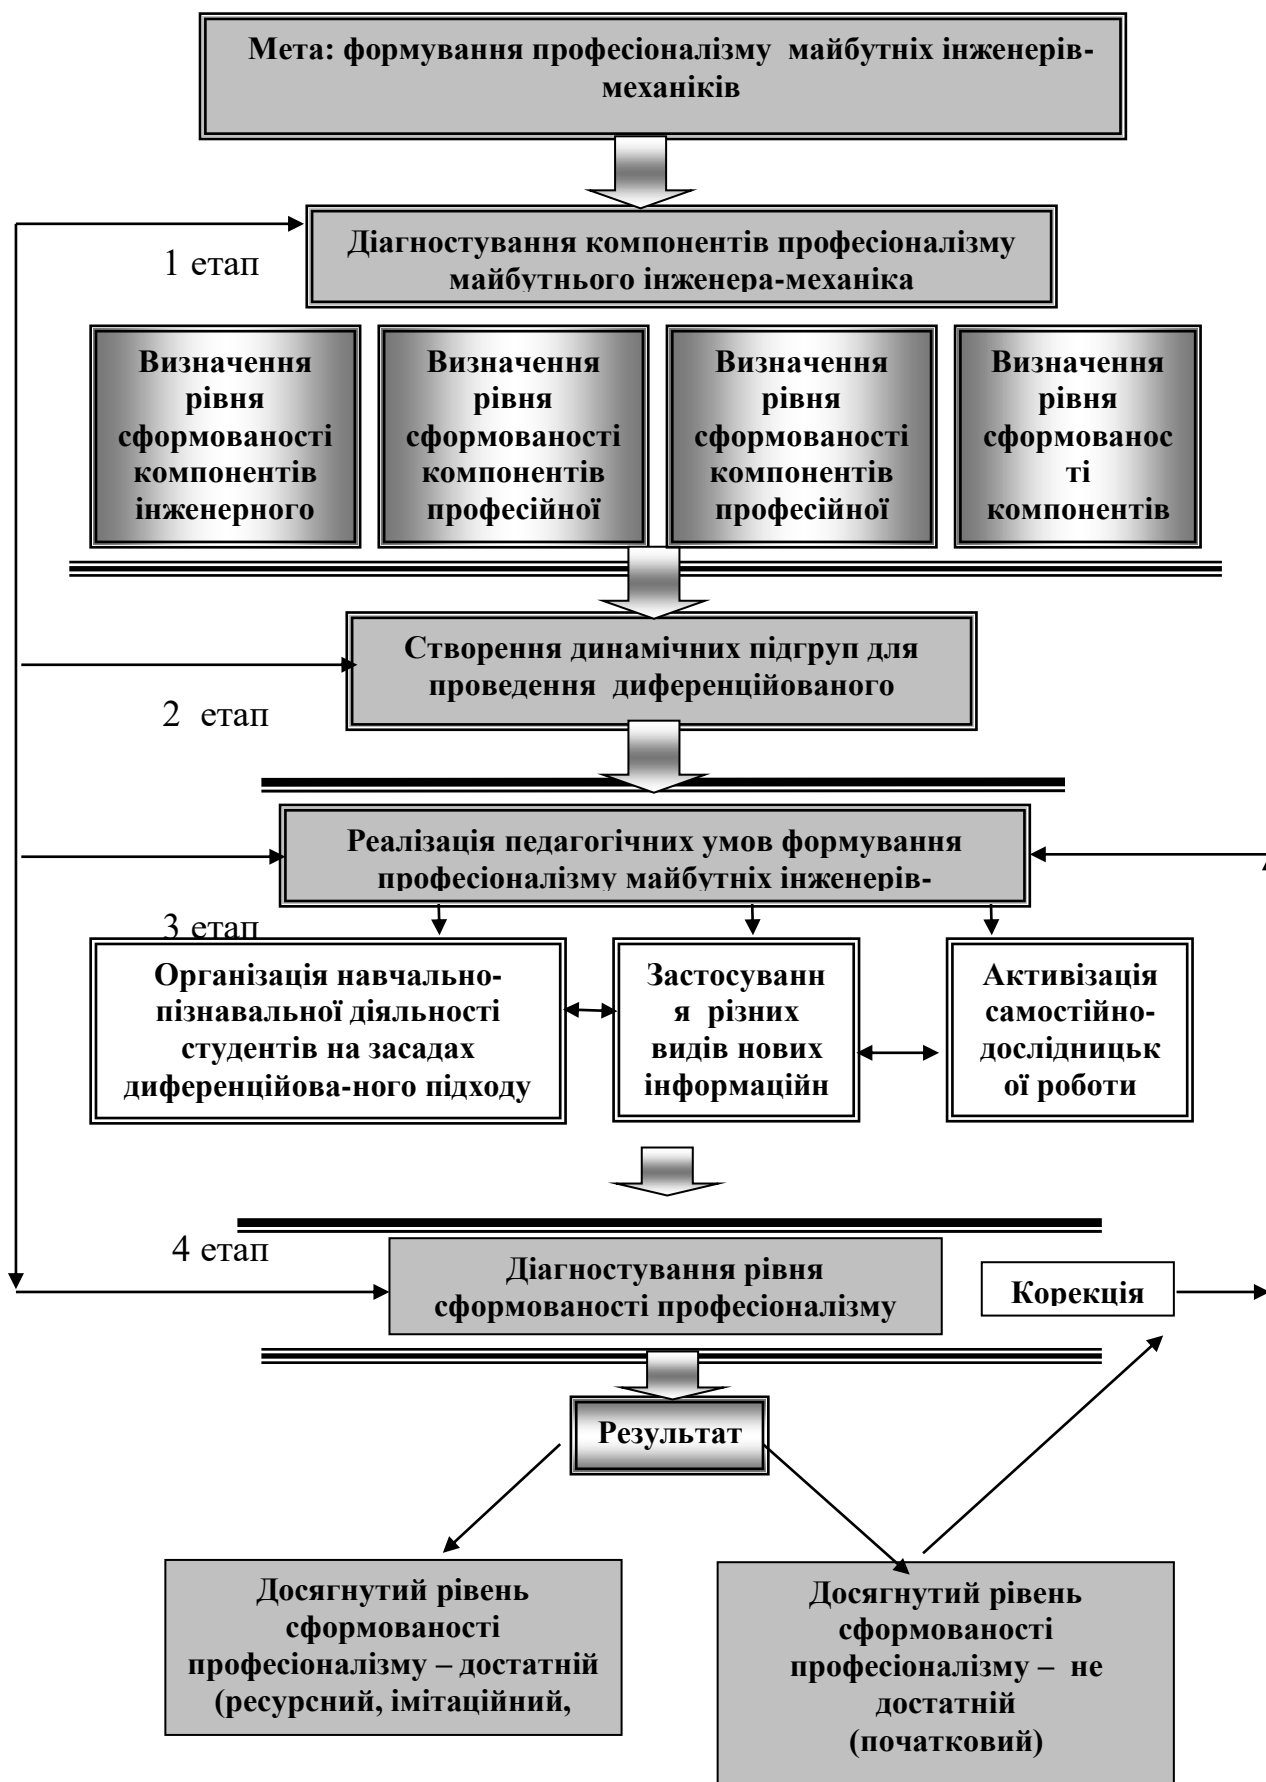 Мета: формування професіоналізму майбутніх інженерів-
механіків
1 етап
Діагностування компонентів професіоналізму
майбутнього інженера-механіка
Визначення
рівня
сформованості
компонентів
інженерного
Визначення
рівня
сформованості
компонентів
професійної
Визначення
рівня
сформованості
компонентів
професійної
Визначення
рівня
сформованос
ті
компонентів
Створення динамічних підгруп для
проведення диференційованого
2 етап
Реалізація педагогічних умов формування
професіоналізму майбутніх інженерів-
3 етап
Організація навчально-
пізнавальної діяльності
студентів на засадах
диференційова-ного підходу
Застосуванн
я різних
видів нових
інформаційн
Активізація
самостійно-
дослідницьк
ої роботи
4 етап
Діагностування рівня
сформованості професіоналізму
Корекція
Результат
Досягнутий рівень
сформованості
професіоналізму – достатній
(ресурсний, імітаційний,
Досягнутий рівень
сформованості
професіоналізму – не
достатній
(початковий)